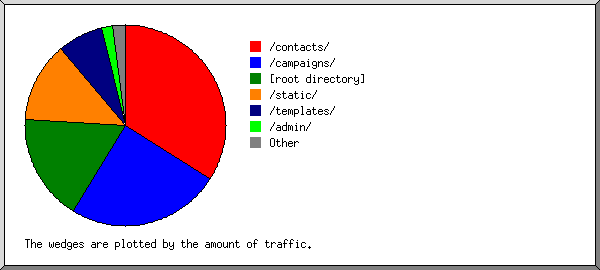 /contacts/
/campaigns/
[root directory]
/static/
/templates/
/admin/
Other
The wedges are plotted by the amount of traffic.